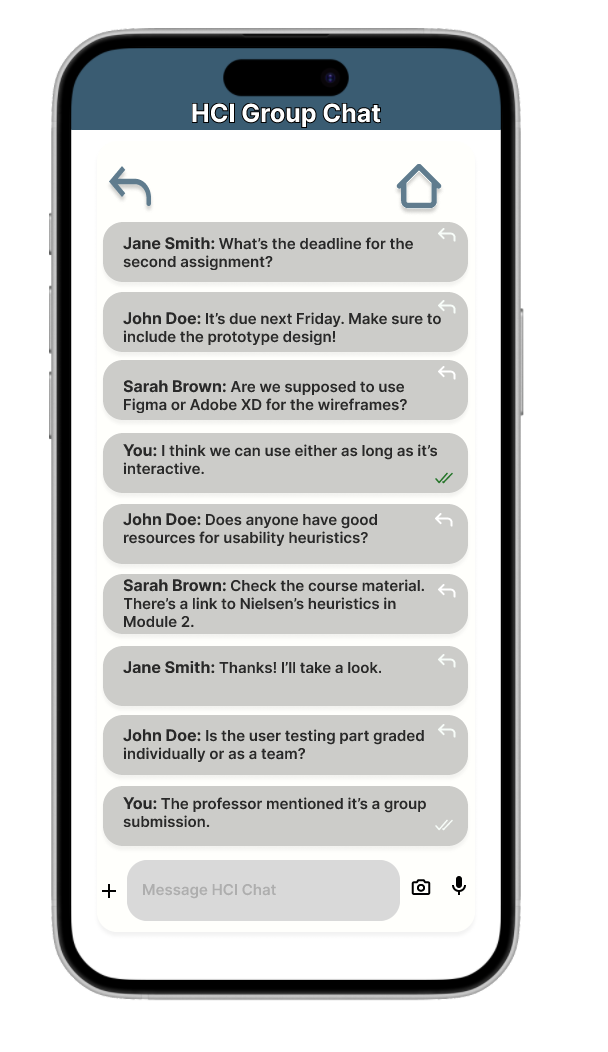 HCI Group Chat
Jane Smith: What's the deadline for the
second assignment?
John Doe: It's due next Friday. Make sure to
include the prototype design!
Sarah Brown: Are we supposed to use
Figma or Adobe XD for the wireframes?
You: I think we can use either as long as it's
interactive.
John Doe: Does anyone have good
resources for usability heuristics?
Sarah Brown: Check the course material.
There's a link to Nielsen's heuristics in
Module 2.
Jane Smith: Thanks! I'll take a look.
John Doe: Is the user testing part graded
individually or as a team?
You: The professor mentioned it's a group
submission.
Message HCI Chat